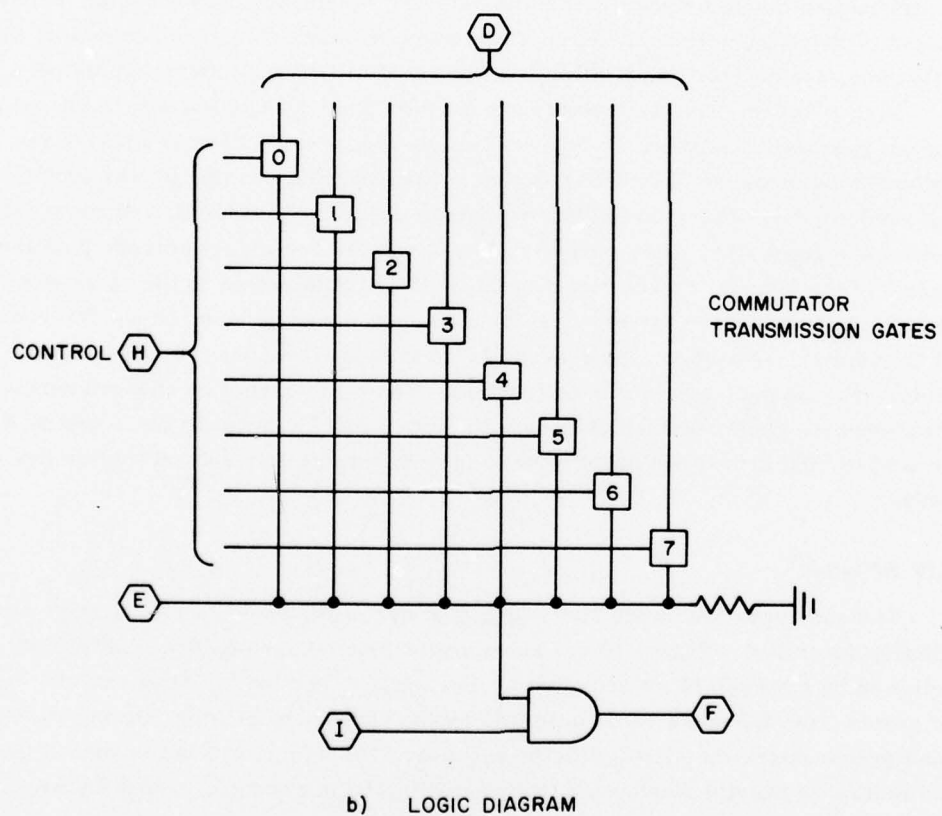 D
0
1
2
3
COMMUTATOR
TRANSMISSION GATES
CONTROL H
4
5
6
7
E
I
F
b) LOGIC DIAGRAM